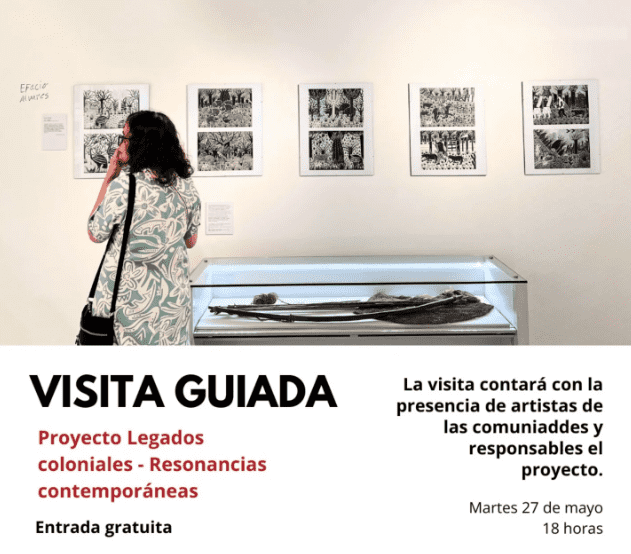 VISITA GUIADA
Proyecto Legados
coloniales - Resonancias
contemporáneas
Entrada gratuita
La visita contará con la
presencia de artistas de
las comuniaddes y
responsables el
proyecto.
Martes 27 de mayo
18 horas